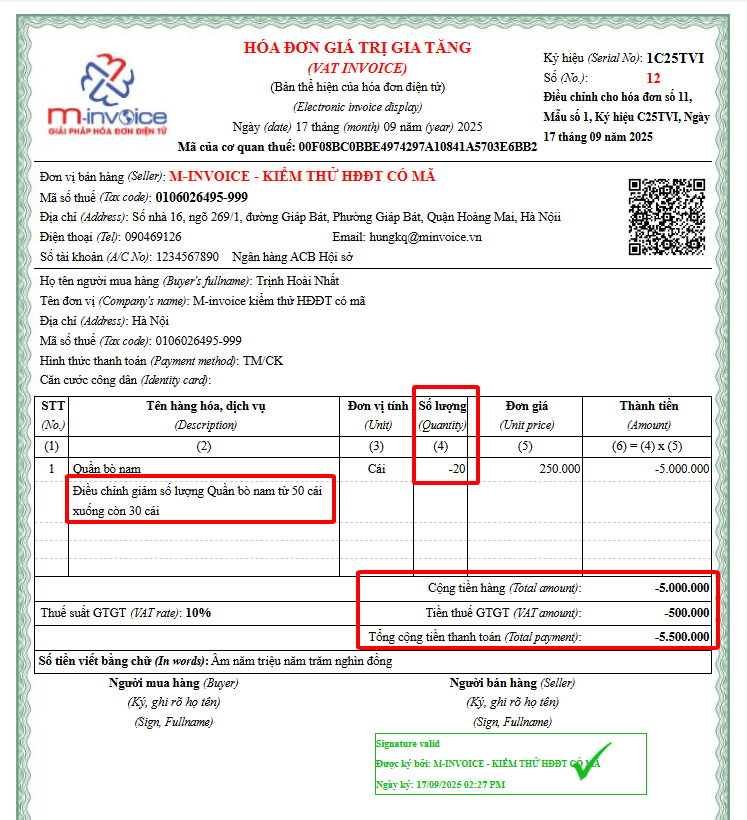 m-invoice
GIẢI PHÁP HÓA ĐƠN ĐIỆN TỬ
HÓA ĐƠN GIÁ TRỊ GIA TĂNG
(VAT INVOICE)
(Bản thể hiện của hóa đơn điện tử)
(Electronic invoice display)
Ngày (date) 17 tháng (month) 09 năm (year) 2025
Mã của cơ quan thuế: 00F08BC0BBE4974297A10841A5703E6BB2
Ký hiệu (Serial No): 1C25TVI
Số (No.): 12
Điều chỉnh cho hóa đơn số 11,
Mẫu số 1, Ký hiệu C25TVI, Ngày
17 tháng 09 năm 2025
Đơn vị bán hàng (Seller): M-INVOICE - KIỂM THỬ HĐĐT CÓ MÃ
Mã số thuế (Tax code): 0106026495-999
Địa chỉ (Address): Số nhà 16, ngõ 269/1, đường Giáp Bát, Phường Giáp Bát, Quận Hoàng Mai, Hà Nộii
Điện thoại (Tel): 090469126 Email: hungkq@minvoice.vn
Số tài khoản (A/C No): 1234567890 Ngân hàng ACB Hội sở
Họ tên người mua hàng (Buyer's fullname): Trịnh Hoài Nhất
Tên đơn vị (Company's name): M-invoice kiểm thử HĐĐT có mã
Địa chỉ (Address): Hà Nội
Mã số thuế (Tax code): 0106026495-999
Hình thức thanh toán (Payment method): TM/CK
Căn cước công dân (Identity card):
STT Tên hàng hóa, dịch vụ Đơn vị tính Số lượng Đơn giá Thành tiền
(No.) (Description) (Unit) (Quantity) (Unit price) (Amount)
(1) (2) (3) (4) (5) (6) = (4) x (5)
1 Quần bò nam Cái -20 250.000 -5.000.000
Điều chỉnh giảm số lượng Quần bò nam từ 50 cái
xuống còn 30 cái
Cộng tiền hàng (Total amount): -5.000.000
Thuế suất GTGT (VAT rate): 10% Tiền thuế GTGT (VAT amount): -500.000
Tổng cộng tiền thanh toán (Total payment): -5.500.000
Số tiền viết bằng chữ (In words): Âm năm triệu năm trăm nghìn đồng
Người mua hàng (Buyer) Người bán hàng (Seller)
(Ký, ghi rõ họ tên) (Ký, ghi rõ họ tên)
(Sign, Fullname) (Sign, Fullname)
Signature valid
Được ký bởi: M-INVOICE - KIỂM THỬ HĐĐT CÓ MÃ
Ngày ký: 17/09/2025 02:27 PM